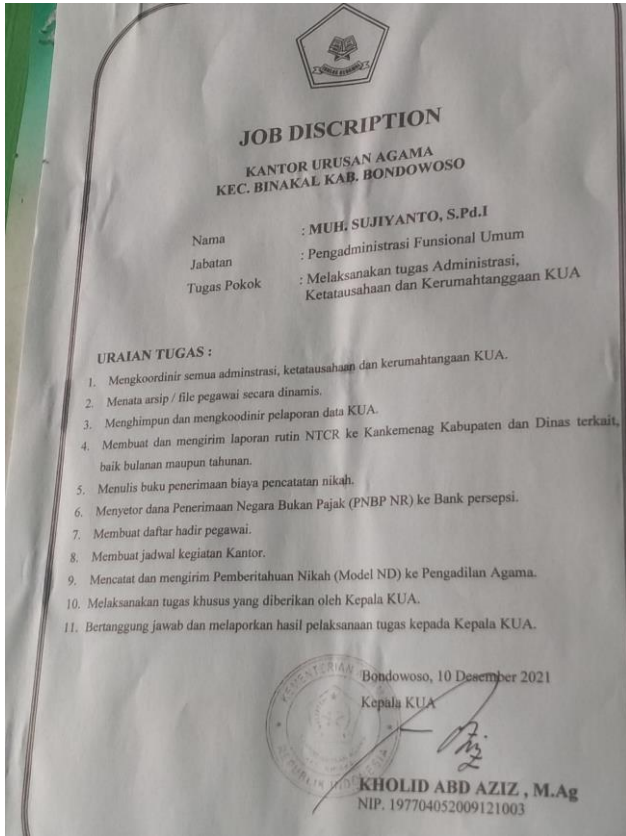 IKHLAS BERAMAL
JOB DISCRIPTION
KANTOR URUSAN AGAMA
KEC. BINAKAL KAB. BONDOWOSO
Nama : MUH. SUJIYANTO, S.Pd.I
Jabatan : Pengadministrasi Funsional Umum
Tugas Pokok : Melaksanakan tugas Administrasi,
Ketatausahaan dan Kerumahtanggaan KUA
URAIAN TUGAS :
1. Mengkoordinir semua adminstrasi, ketatausahaan dan kerumahtangaan KUA.
2. Menata arsip / file pegawai secara dinamis.
3. Menghimpun dan mengkoodinir pelaporan data KUA.
4. Membuat dan mengirim laporan rutin NTCR ke Kankemenag Kabupaten dan Dinas terkait,
baik bulanan maupun tahunan.
5. Menulis buku penerimaan biaya pencatatan nikah.
6. Menyetor dana Penerimaan Negara Bukan Pajak (PNBP NR) ke Bank persepsi.
7. Membuat daftar hadir pegawai.
8. Membuat jadwal kegiatan Kantor.
9. Mencatat dan mengirim Pemberitahuan Nikah (Model ND) ke Pengadilan Agama.
10. Melaksanakan tugas khusus yang diberikan oleh Kepala KUA.
11. Bertanggung jawab dan melaporkan hasil pelaksanaan tugas kepada Kepala KUA.
Bondowoso, 10 Desember 2021
Kepala KUA
KEMENTERIAN
REPUBLIK INDONESIA
KHOLID ABD AZIZ , M.Ag
NIP. 197704052009121003